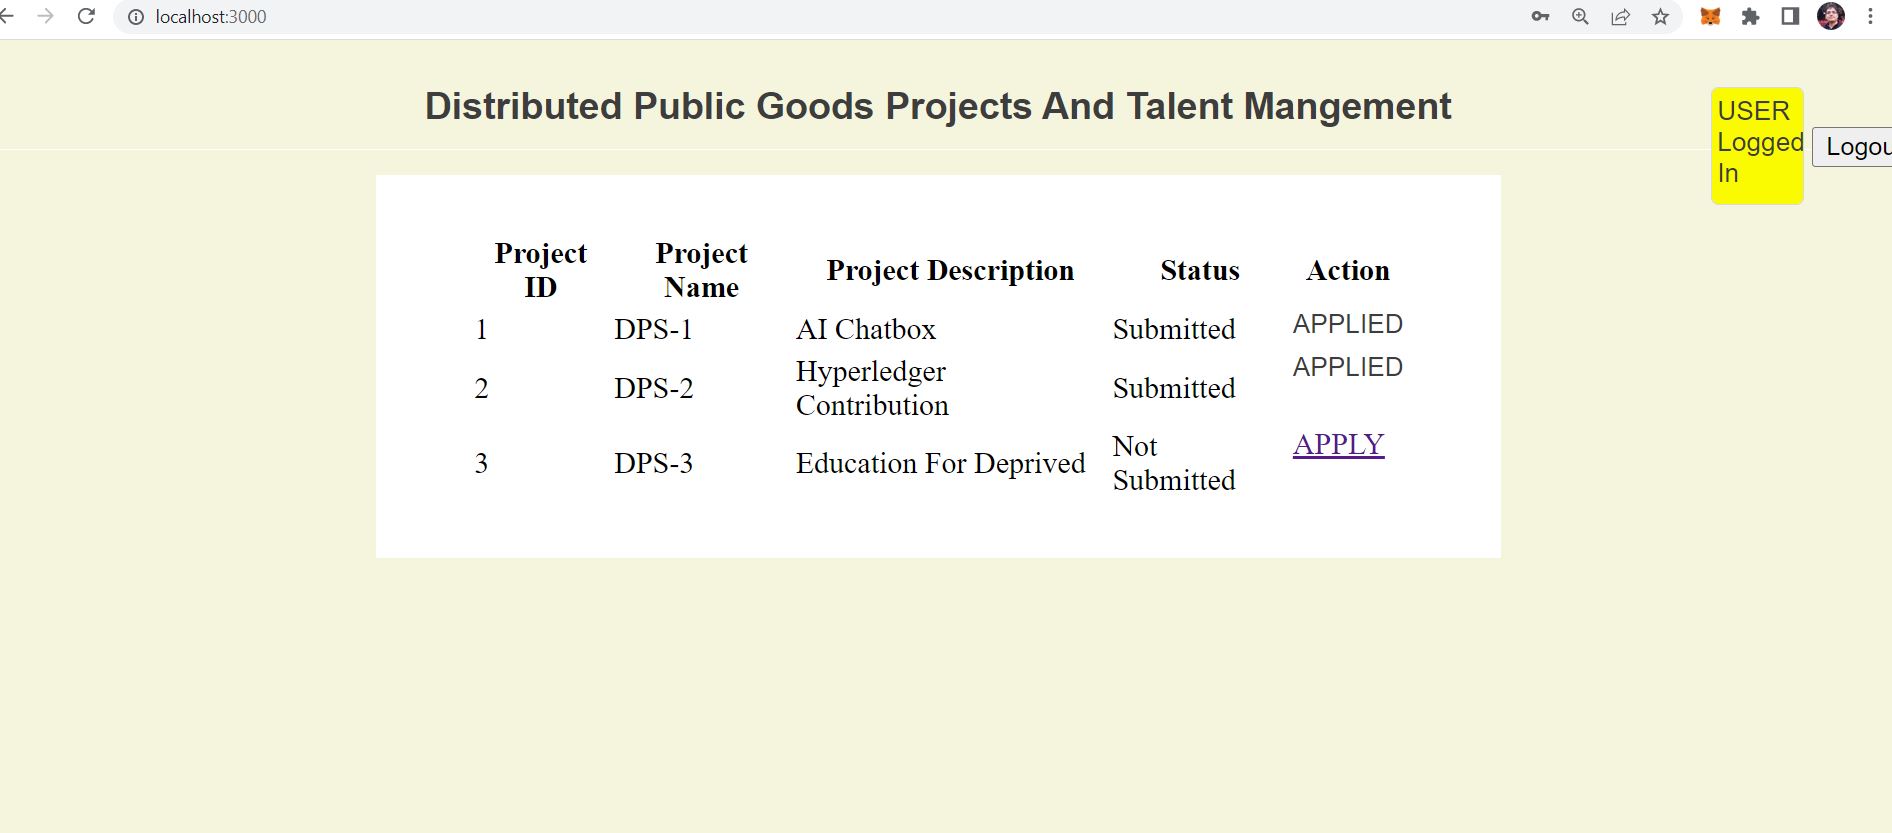 localhost:3000
Distributed Public Goods Projects And Talent Mangement
USER
Logged
In
Logou
Project ID Project Name Project Description Status Action
1 DPS-1 AI Chatbox Submitted APPLIED
2 DPS-2 Hyperledger Contribution Submitted APPLIED
3 DPS-3 Education For Deprived Not Submitted APPLY